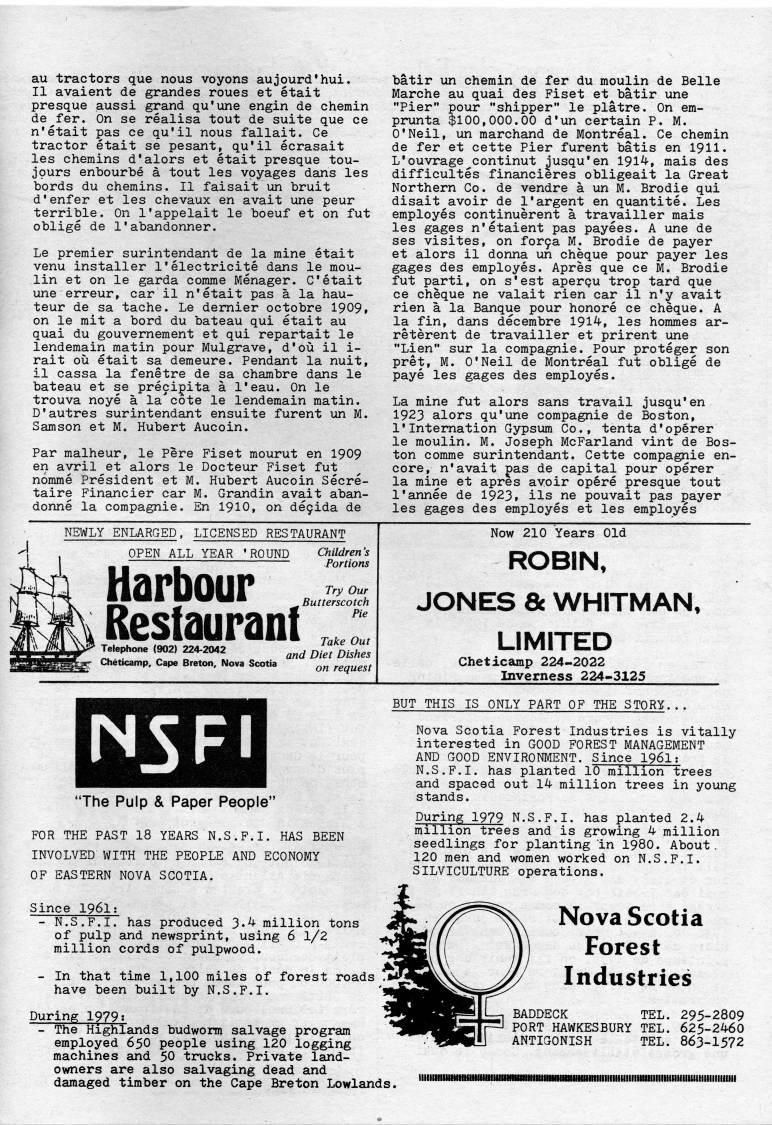 au tractors que nous voyons aujourd'hui.
Il avaient de grandes roues et était
presque aussi grand qu'une engin de chemin
de fer. On se réalisa tout de suite que ce
n'était pas ce qu'il nous fallait. Ce
tractor était se pesant, qu'il écrasait
les chemins d'alors et était presque tou-
jours enbourbé à tout les voyages dans les
bords du chemins. Il faisait un bruit
d'enfer et les chevaux en avait une peur
terrible. On l'appelait le boeuf et on fut
obligé de l'abandonner.

Le premier surintendant de la mine était
venu installer l'électricité dans le mou-
lin et on le garda comme Ménager. C'était
une erreur, car il n'était pas à la hau-
teur de sa tache. Le dernier octobre 1909,
on le mit a bord du bateau qui était au
quai du gouvernement et qui repartait le
lendemain matin pour Mulgrave, d'où il i-
rait où était sa demeure. Pendant la nuit,
il cassa la fenêtre de sa chambre dans le
bateau et se préçipita à l'eau. On le
trouva noyé à la côte le lendemain matin.
D'autres surintendant ensuite furent un M.
Samson et M. Hubert Aucoin.

Par malheur, le Père Fiset mourut en 1909
en avril et alors le Docteur Fiset fut
nommé Président et M. Hubert Aucoin Sécré-
taire Financier car M. Grandin avait aban-
donné la compagnie. En 1910, on déçida de
bâtir un chemin de fer du moulin de Belle
Marche au quai des Fiset et bâtir une
"Pier" pour "shipper" le plâtre. On em-
prunta $100,000.00 d'un certain P. M.
O'Neil, un marchand de Montréal. Ce chemin
de fer et cette Pier furent bâtis en 1911.
L'ouvrage continut jusqu'en 1914, mais des
difficultés financières obligeait la Great
Northern Co. de vendre à un M. Brodie qui
disait avoir de l'argent en quantité. Les
employés continuèrent à travailler mais
les gages n'étaient pas payées. A une de
ses visites, on força M. Brodie de payer
et alors il donna un chèque pour payer les
gages des employés. Après que ce M. Brodie
fut parti, on s'est aperçu trop tard que
ce chèque ne valait rien car il n'y avait
rien à la Banque pour honoré ce chèque. A
la fin, dans décembre 1914, les hommes ar-
rêtèrent de travailler et prirent une
"Lien" sur la compagnie. Pour protéger son
prêt, M. O'Neil de Montréal fut obligé de
payé les gages des employés.

La mine fut alors sans travail jusqu'en
1923 alors qu'une compagnie de Boston,
l'Internation Gypsum Co., tenta d'opérer
le moulin. M. Joseph McFarland vint de Bos-
ton comme surintendant. Cette compagnie en-
core, n'avait pas de capital pour opérer
la mine et après avoir opéré presque tout
l'année de 1923, ils ne pouvait pas payer
les gages des employés et les employés

NEWLY ENLARGED, LICENSED RESTAURANT
OPEN ALL YEAR 'ROUND
Children's
Portions
Harbour
Restaurant
Try Our
Butterscotch
Pie
Telephone (902) 224-2042
Chéticamp, Cape Breton, Nova Scotia
Take Out
and Diet Dishes
on request

Now 210 Years Old
ROBIN,
JONES & WHITMAN,
LIMITED
Cheticamp 224-2022
Inverness 224-3125

NSFI
"The Pulp & Paper People"
FOR THE PAST 18 YEARS N.S.F.I. HAS BEEN
INVOLVED WITH THE PEOPLE AND ECONOMY
OF EASTERN NOVA SCOTIA.

Since 1961:
- N.S.F.I. has produced 3.4 million tons
of pulp and newsprint, using 6 1/2
million cords of pulpwood.

- In that time 1,100 miles of forest roads
have been built by N.S.F.I.

During 1979:
- The Highlands budworm salvage program
employed 650 people using 120 logging
machines and 50 trucks. Private land-
owners are also salvaging dead and
damaged timber on the Cape Breton Lowlands.

BUT THIS IS ONLY PART OF THE STORY...

Nova Scotia Forest Industries is vitally
interested in GOOD FOREST MANAGEMENT
AND GOOD ENVIRONMENT. Since 1961:
N.S.F.I. has planted 10 million trees
and spaced out 14 million trees in young
stands.

During 1979 N.S.F.I. has planted 2.4
million trees and is growing 4 million
seedlings for planting in 1980. About
120 men and women worked on N.S.F.I.
SILVICULTURE operations.

Nova Scotia
Forest
Industries
BADDECK TEL. 295-2809
PORT HAWKESBURY TEL. 625-2460
ANTIGONISH TEL. 863-1572